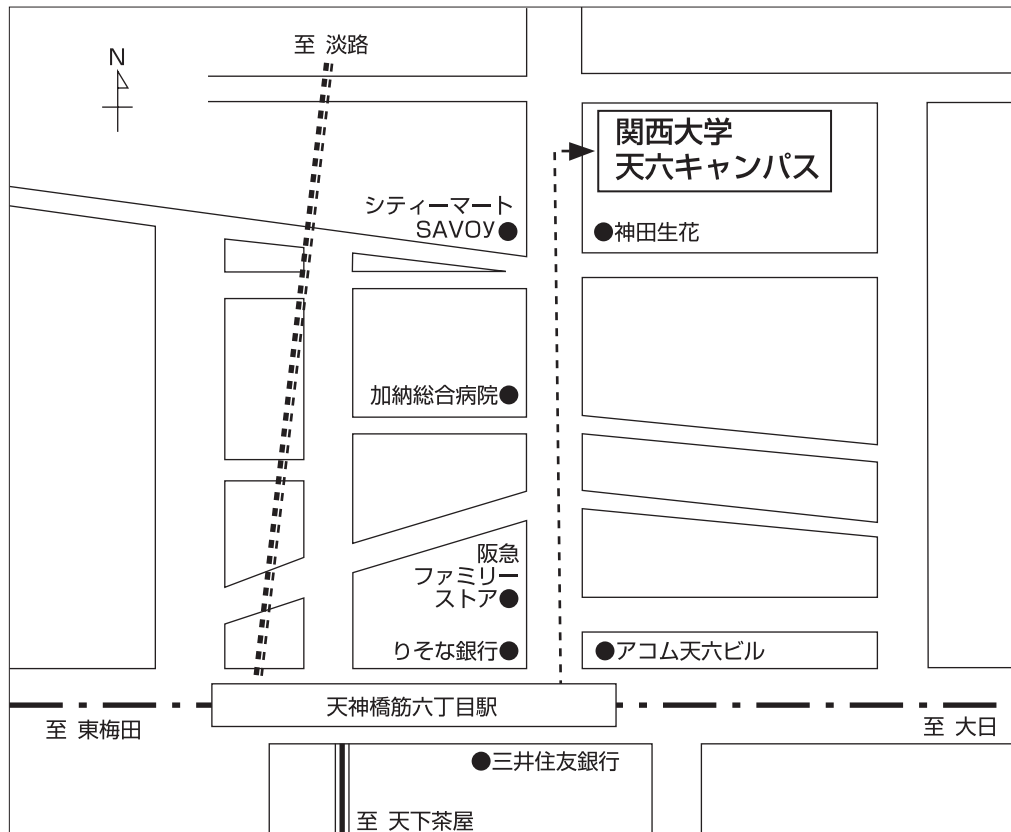 至 淡路
N
関西大学
天六キャンパス
シティーマート
SAVOY
神田生花
加納総合病院
阪急
ファミリー
ストア
りそな銀行
アコム天六ビル
天神橋筋六丁目駅
至 東梅田
至 大日
三井住友銀行
至 天下茶屋